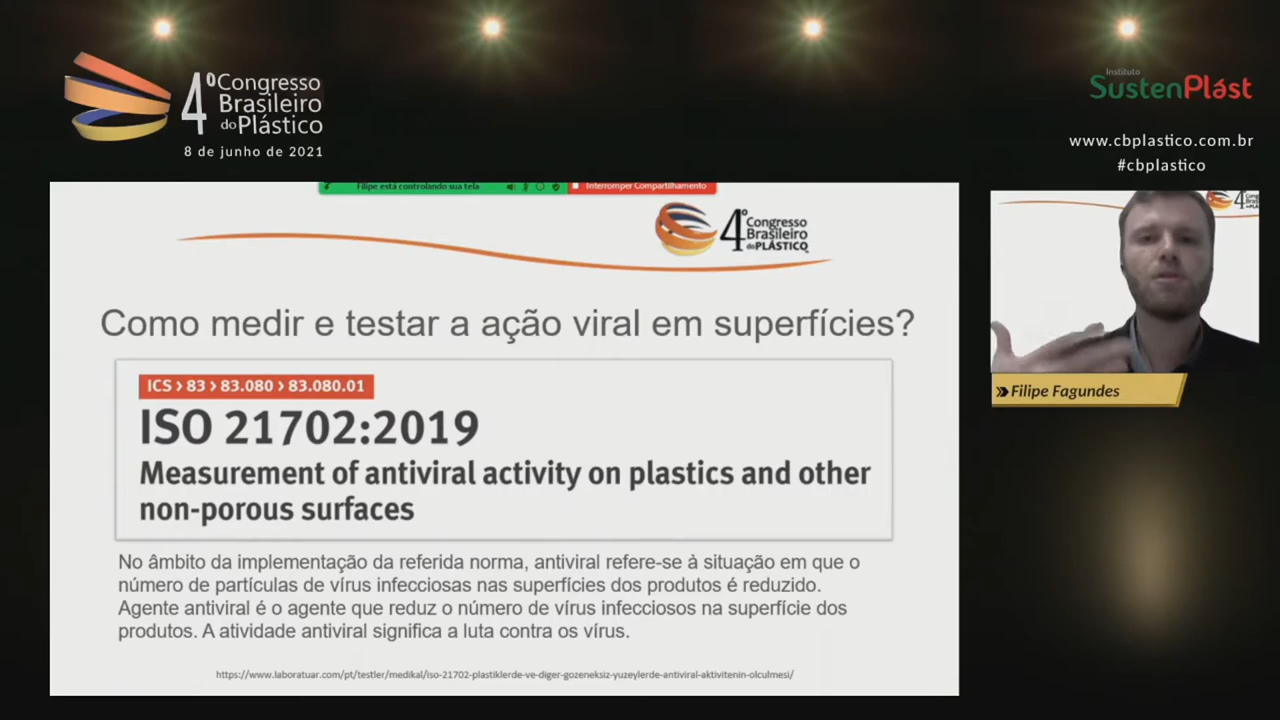 4º Congresso
Brasileiro
do Plástico
8 de junho de 2021
Instituto
SustenPlást
www.cbplastico.com.br
#cbplastico
Filipe está controlando sua tela
Interromper Compartilhamento
4º Congresso
Brasileiro
do PLÁSTICO
Como medir e testar a ação viral em superfícies?
ICS > 83 > 83.080 > 83.080.01
ISO 21702:2019
Measurement of antiviral activity on plastics and other
non-porous surfaces
No âmbito da implementação da referida norma, antiviral refere-se à situação em que o
número de partículas de vírus infecciosas nas superfícies dos produtos é reduzido.
Agente antiviral é o agente que reduz o número de vírus infecciosos na superfície dos
produtos. A atividade antiviral significa a luta contra os vírus.
https://www.laboratuar.com/pt/testler/medikal/iso-21702-plastiklerde-ve-diger-gozeneksiz-yuzeylerde-antiviral-aktivitenin-olculmesi/
Filipe Fagundes